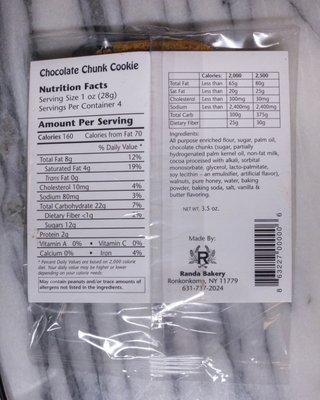 Chocolate Chunk Cookie
Nutrition Facts
Serving Size 1 oz (28g)
Servings Per Container 4
Amount Per Serving
Calories 160 Calories from Fat 70
% Daily Value *
Total Fat 8g 12%
Saturated Fat 4g 19%
Trans Fat 0g
Cholesterol 10mg 4%
Sodium 80mg 3%
Total Carbohydrate 22g 7%
Dietary Fiber <1g 2%
Sugars 12g
Protein 2g
Vitamin A 0% • Vitamin C 0%
Calcium 0% • Iron 4%
* Percent Daily Values are based on 2,000 calorie
diet. Your daily value may be higher or lower
depending on your calorie needs.
May contain peanuts and/or trace amounts of
allergens not listed in the ingredients.
Calories: 2,000 2,500
Total Fat Less than 65g 80g
Sat Fat Less than 20g 25g
Cholesterol Less than 300mg 30mg
Sodium Less than 2,400mg 2,400mg
Total Carb 300g 375g
Dietary Fiber 25g 30g
Ingredients:
All purpose enriched flour, sugar, palm oil,
chocolate chunks (sugar, partially
hydrogenated palm kernel oil, non-fat milk,
cocoa processed with alkali, sorbital
monosorbate, glycerol, lacto-palmitate,
soy lecithin – an emulsifier, artificial flavor),
walnuts, pure honey, water, baking
powder, baking soda, salt, vanilla &
butter flavoring.
NET WT. 3.5 oz.
Made By:
R
Randa Bakery
Ronkonkoma, NY 11779
631-737-2024
8 63227 00000 6